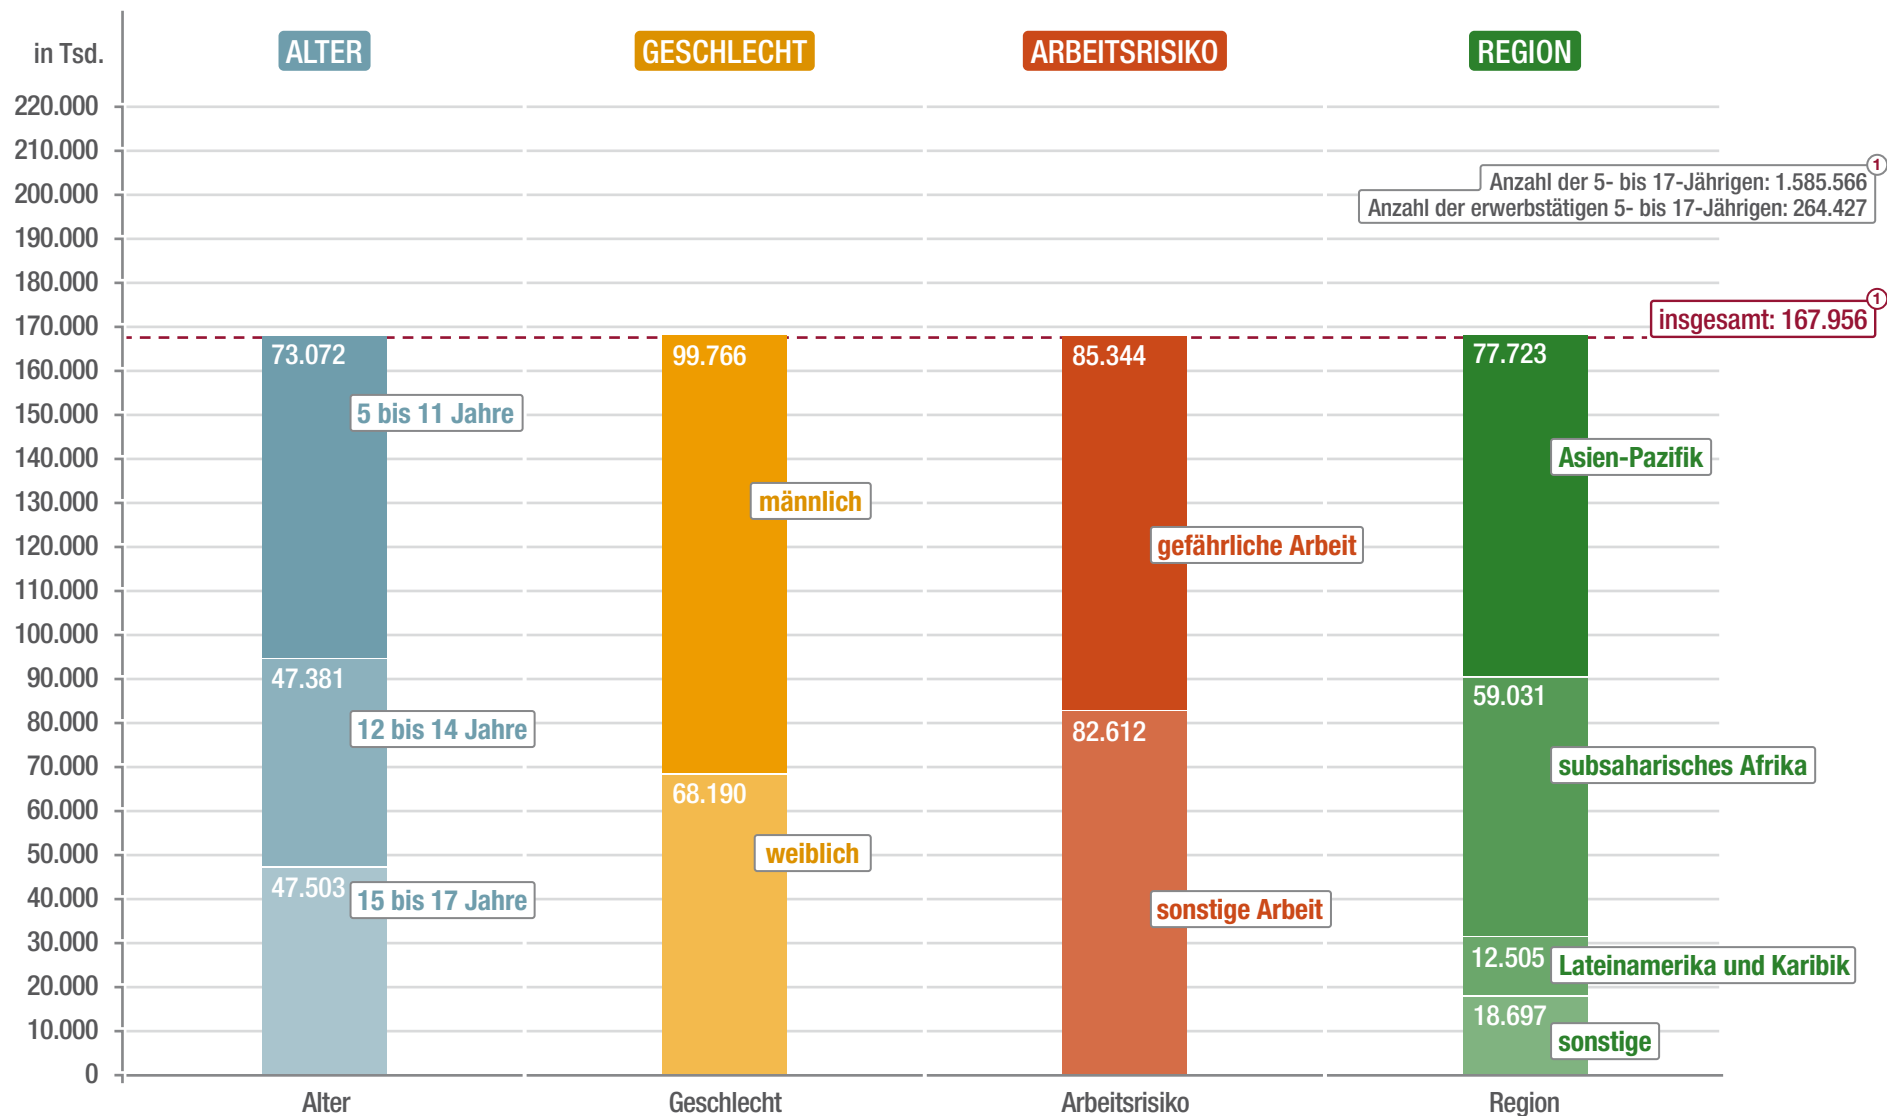 in Tsd.
ALTER
GESCHLECHT
ARBEITSRISIKO
REGION
220.000
210.000
200.000
190.000
180.000
170.000
160.000
150.000
140.000
130.000
120.000
110.000
100.000
90.000
80.000
70.000
60.000
50.000
40.000
30.000
20.000
10.000
0
1
Anzahl der 5- bis 17-Jährigen: 1.585.566
Anzahl der erwerbstätigen 5- bis 17-Jährigen: 264.427
1
insgesamt: 167.956
73.072
5 bis 11 Jahre
47.381
12 bis 14 Jahre
47.503
15 bis 17 Jahre
99.766
männlich
68.190
weiblich
85.344
gefährliche Arbeit
82.612
sonstige Arbeit
77.723
Asien-Pazifik
59.031
subsaharisches Afrika
12.505
Lateinamerika und Karibik
18.697
sonstige
Alter
Geschlecht
Arbeitsrisiko
Region